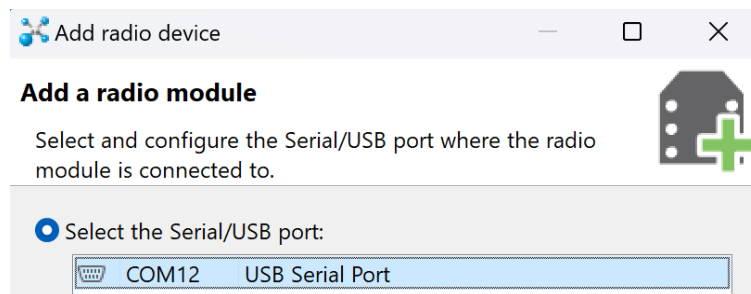 Add radio device
Add a radio module
Select and configure the Serial/USB port where the radio
module is connected to.
Select the Serial/USB port:
COM12 USB Serial Port